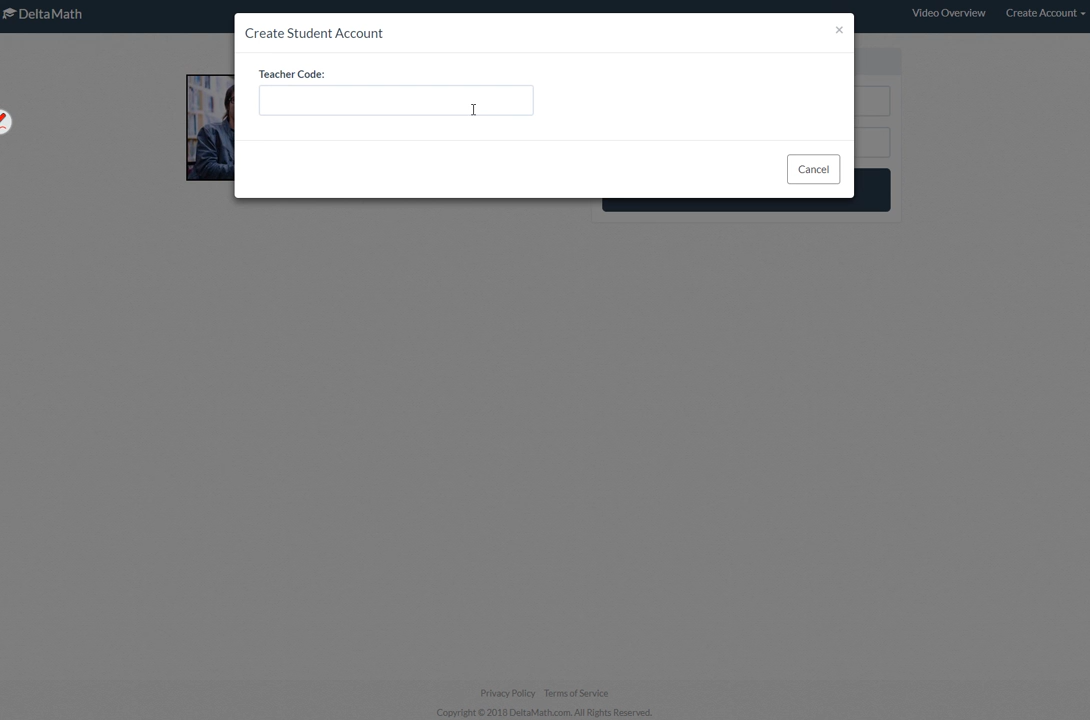 DeltaMath
Video Overview
Create Account
Create Student Account
×
Teacher Code:
Cancel
Privacy Policy
Terms of Service
Copyright © 2018 DeltaMath.com. All Rights Reserved.